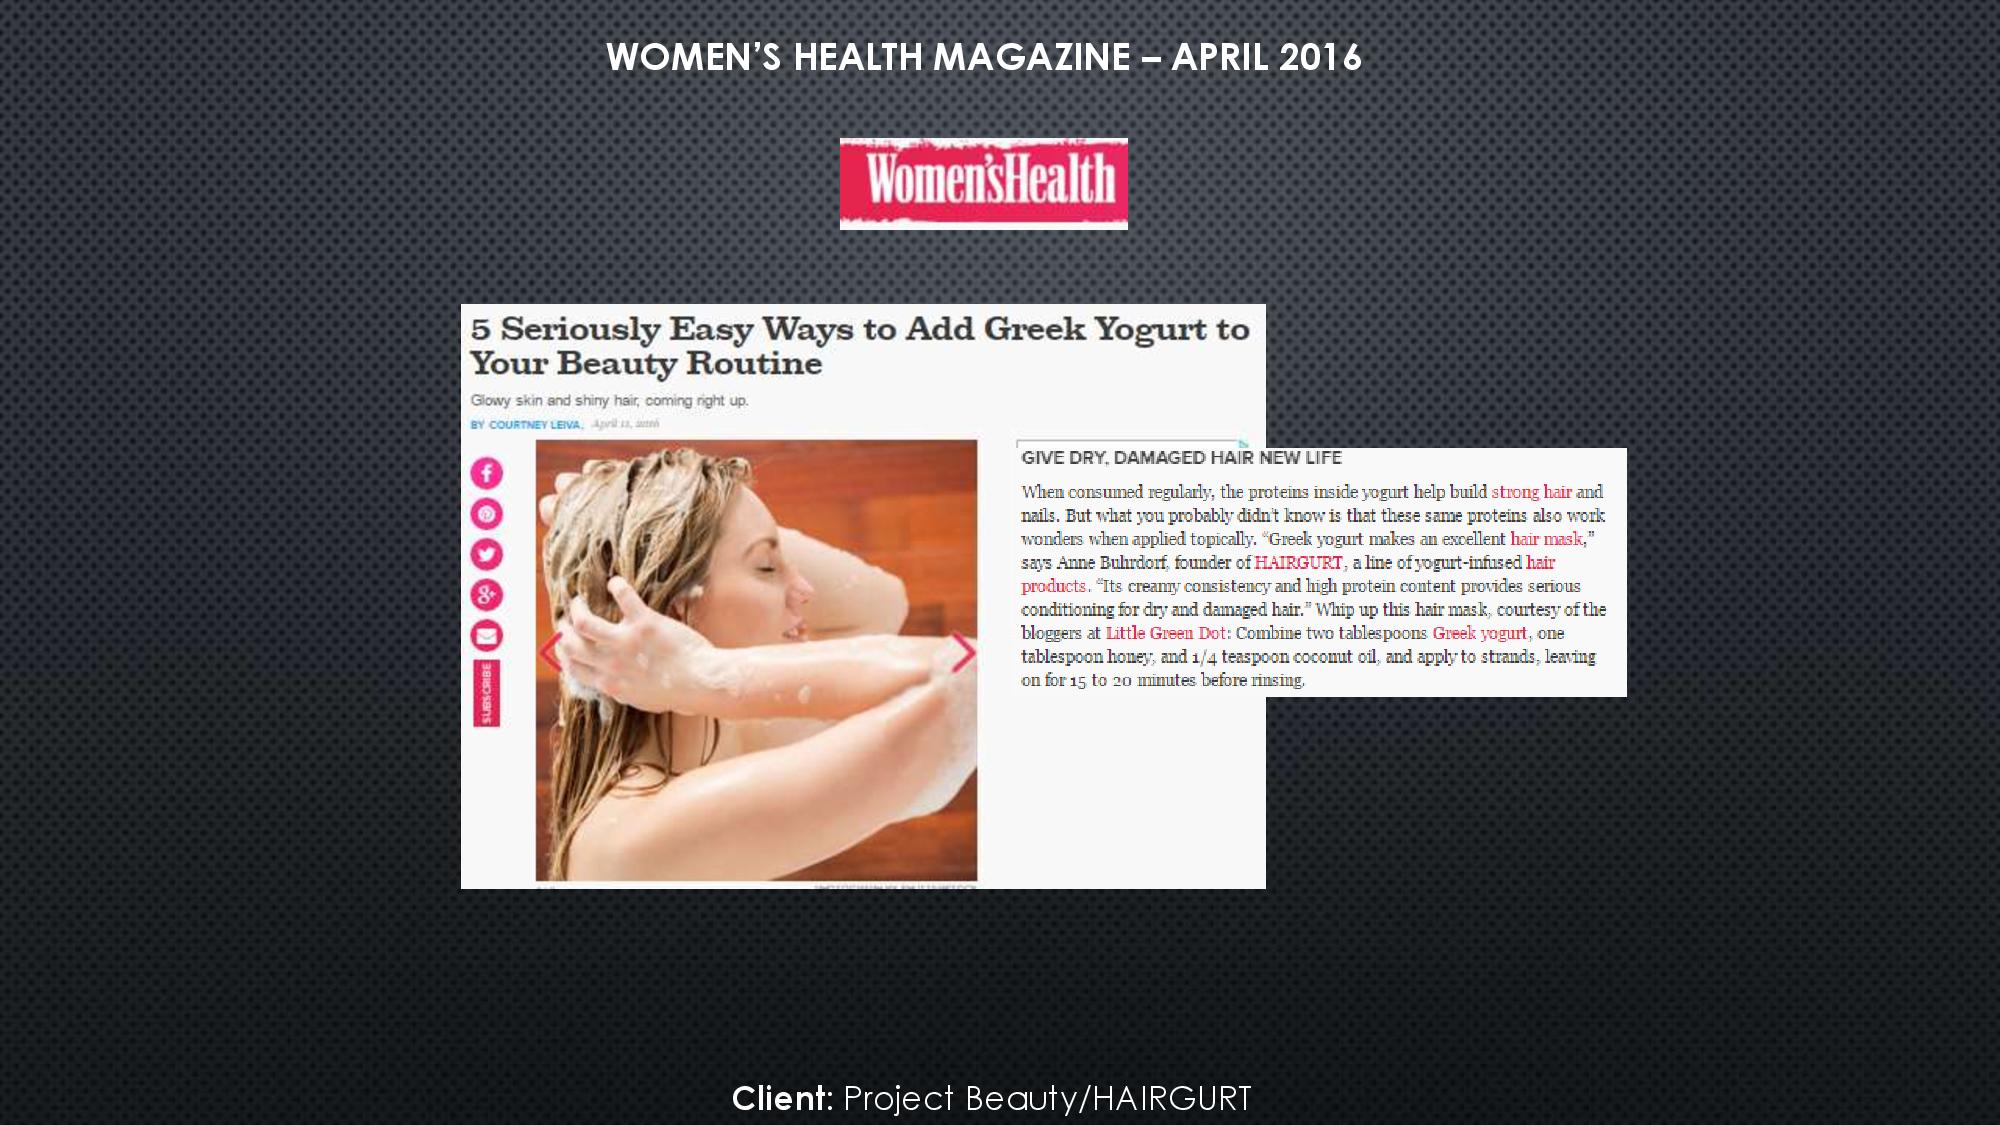 WOMEN’S HEALTH MAGAZINE – APRIL 2016
Women'sHealth
5 Seriously Easy Ways to Add Greek Yogurt to
Your Beauty Routine
Glowy skin and shiny hair, coming right up.
BY COURTNEY LEIVA, April 11, 2016
SUBSCRIBE
GIVE DRY, DAMAGED HAIR NEW LIFE
When consumed regularly, the proteins inside yogurt help build strong hair and
nails. But what you probably didn't know is that these same proteins also work
wonders when applied topically. “Greek yogurt makes an excellent hair mask,”
says Anne Buhrdorf, founder of HAIRGURT, a line of yogurt-infused hair
products. “Its creamy consistency and high protein content provides serious
conditioning for dry and damaged hair.” Whip up this hair mask, courtesy of the
bloggers at Little Green Dot: Combine two tablespoons Greek yogurt, one
tablespoon honey, and 1/4 teaspoon coconut oil, and apply to strands, leaving
on for 15 to 20 minutes before rinsing.
Client: Project Beauty/HAIRGURT